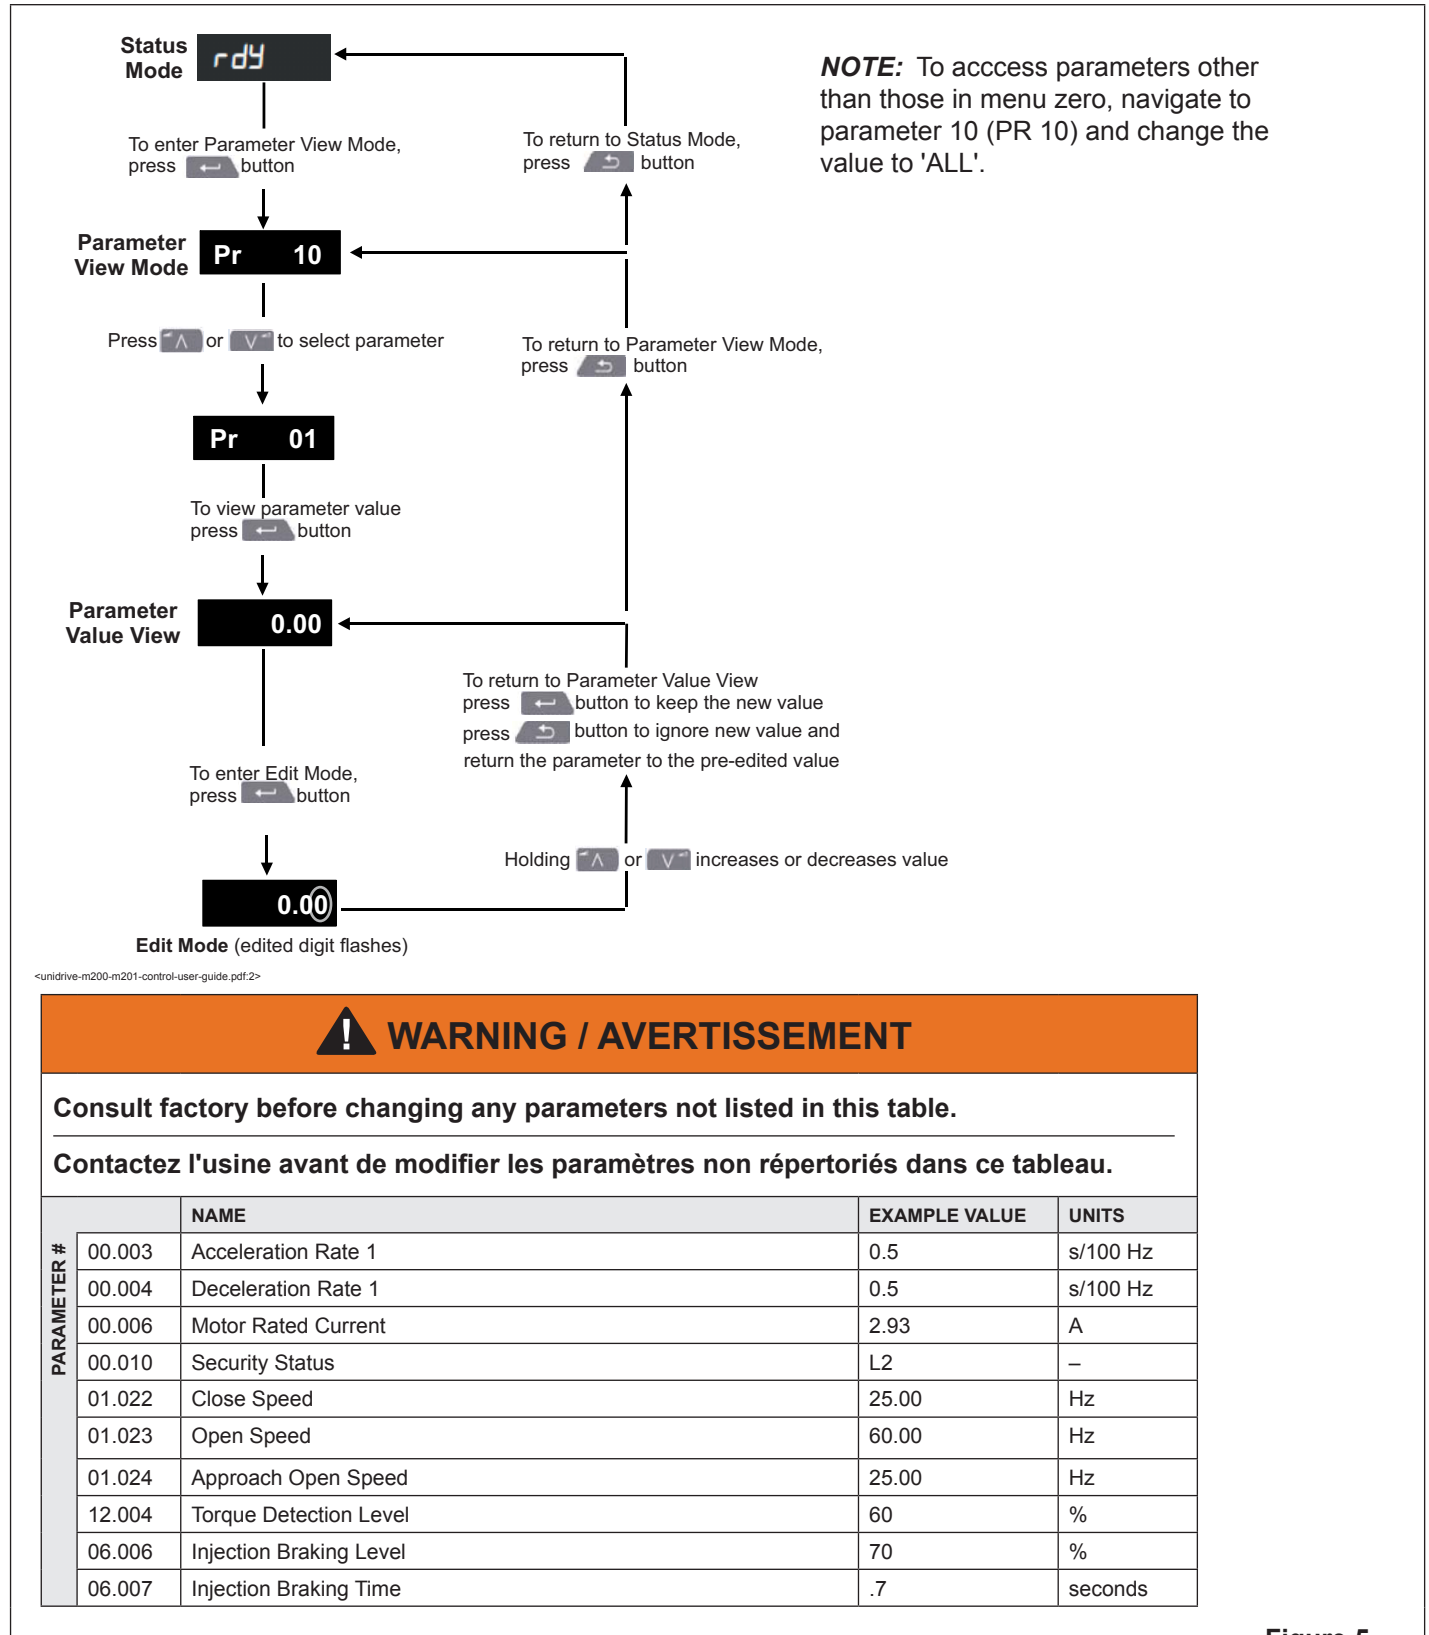 Status
Mode
rdy
NOTE: To acccess parameters other
than those in menu zero, navigate to
parameter 10 (PR 10) and change the
value to 'ALL'.
To enter Parameter View Mode,
press button
To return to Status Mode,
press button
Parameter
View Mode
Pr 10
Press or to select parameter
To return to Parameter View Mode,
press button
Pr 01
To view parameter value
press button
Parameter
Value View
0.00
To return to Parameter Value View
press button to keep the new value
press button to ignore new value and
return the parameter to the pre-edited value
To enter Edit Mode,
press button
Holding or increases or decreases value
0.00
Edit Mode (edited digit flashes)
<unidrive-m200-m201-control-user-guide.pdf:2>
WARNING / AVERTISSEMENT
Consult factory before changing any parameters not listed in this table.
Contactez l'usine avant de modifier les paramètres non répertoriés dans ce tableau.
PARAMETER #
NAME EXAMPLE VALUE UNITS
00.003 Acceleration Rate 1 0.5 s/100 Hz
00.004 Deceleration Rate 1 0.5 s/100 Hz
00.006 Motor Rated Current 2.93 A
00.010 Security Status L2 –
01.022 Close Speed 25.00 Hz
01.023 Open Speed 60.00 Hz
01.024 Approach Open Speed 25.00 Hz
12.004 Torque Detection Level 60 %
06.006 Injection Braking Level 70 %
06.007 Injection Braking Time .7 seconds
Figure 5